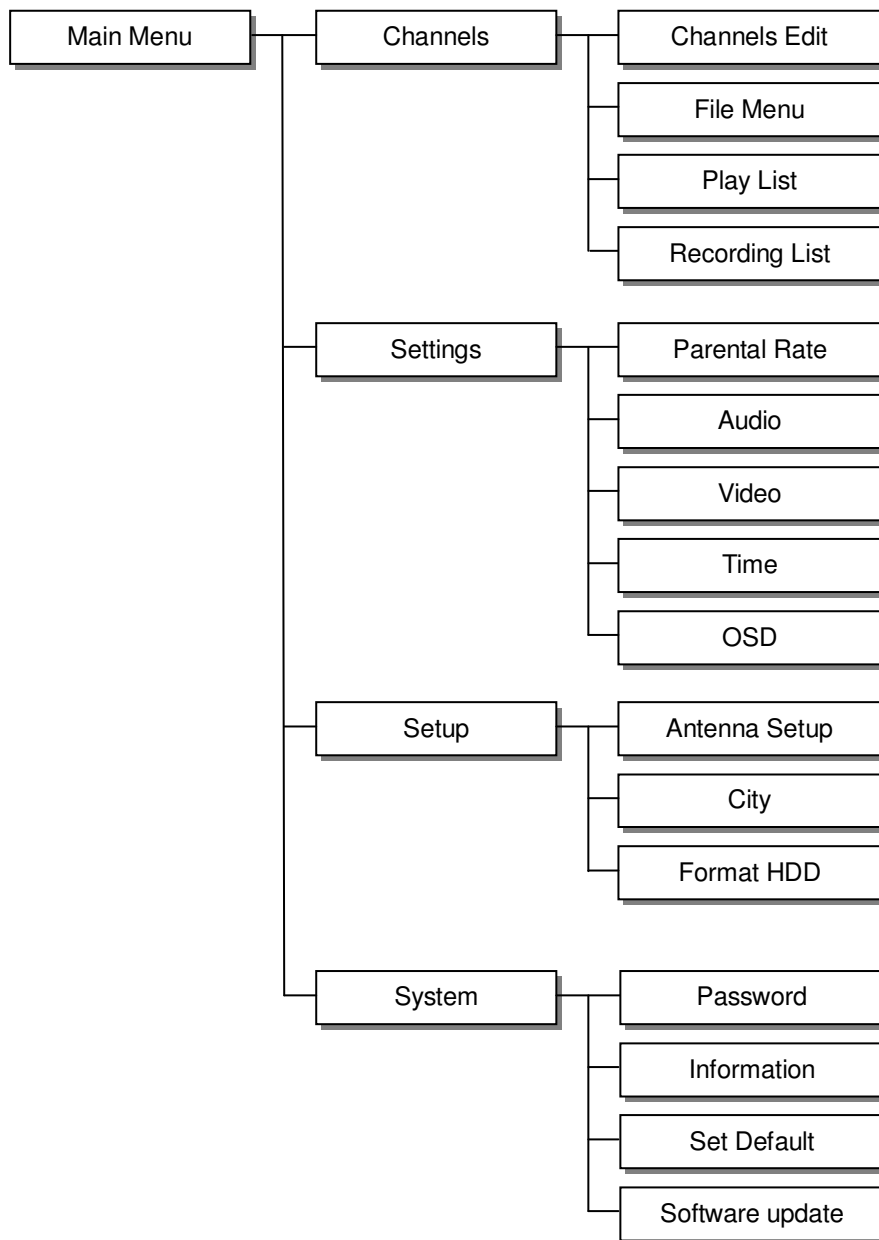 Main Menu
Channels
Channels Edit
File Menu
Play List
Recording List
Settings
Parental Rate
Audio
Video
Time
OSD
Setup
Antenna Setup
City
Format HDD
System
Password
Information
Set Default
Software update